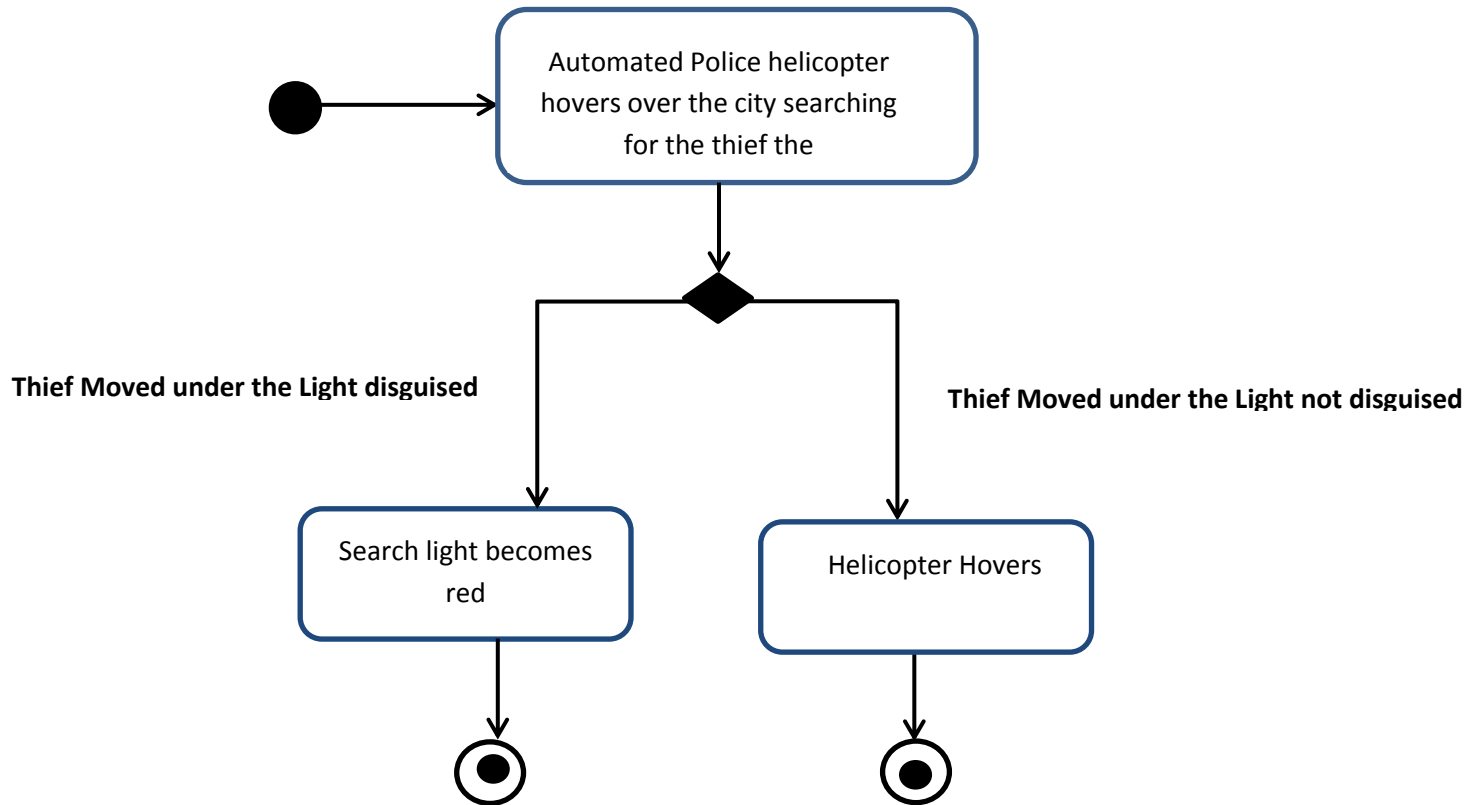 Automated Police helicopter
hovers over the city searching
for the thief the
Thief Moved under the Light disguised
Thief Moved under the Light not disguised
Search light becomes
red
Helicopter Hovers